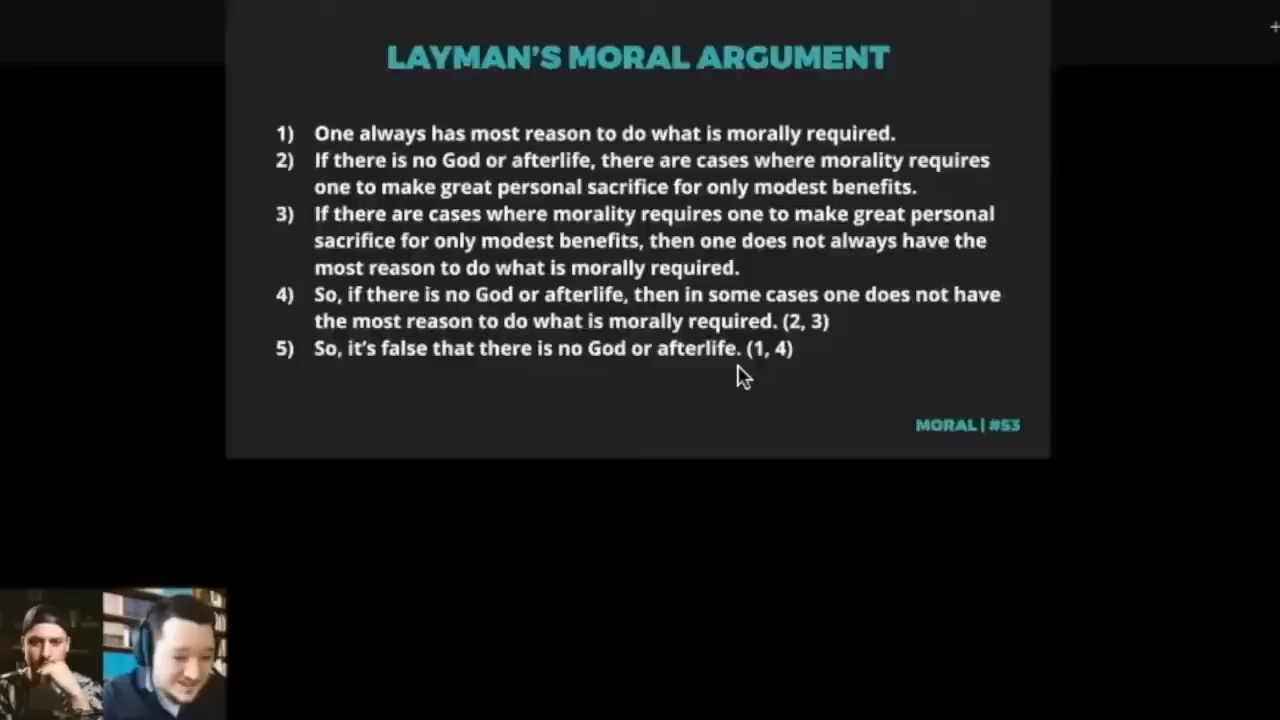 LAYMAN'S MORAL ARGUMENT
1) One always has most reason to do what is morally required.
2) If there is no God or afterlife, there are cases where morality requires
one to make great personal sacrifice for only modest benefits.
3) If there are cases where morality requires one to make great personal
sacrifice for only modest benefits, then one does not always have the
most reason to do what is morally required.
4) So, if there is no God or afterlife, then in some cases one does not have
the most reason to do what is morally required. (2, 3)
5) So, it's false that there is no God or afterlife. (1, 4)
MORAL | #53